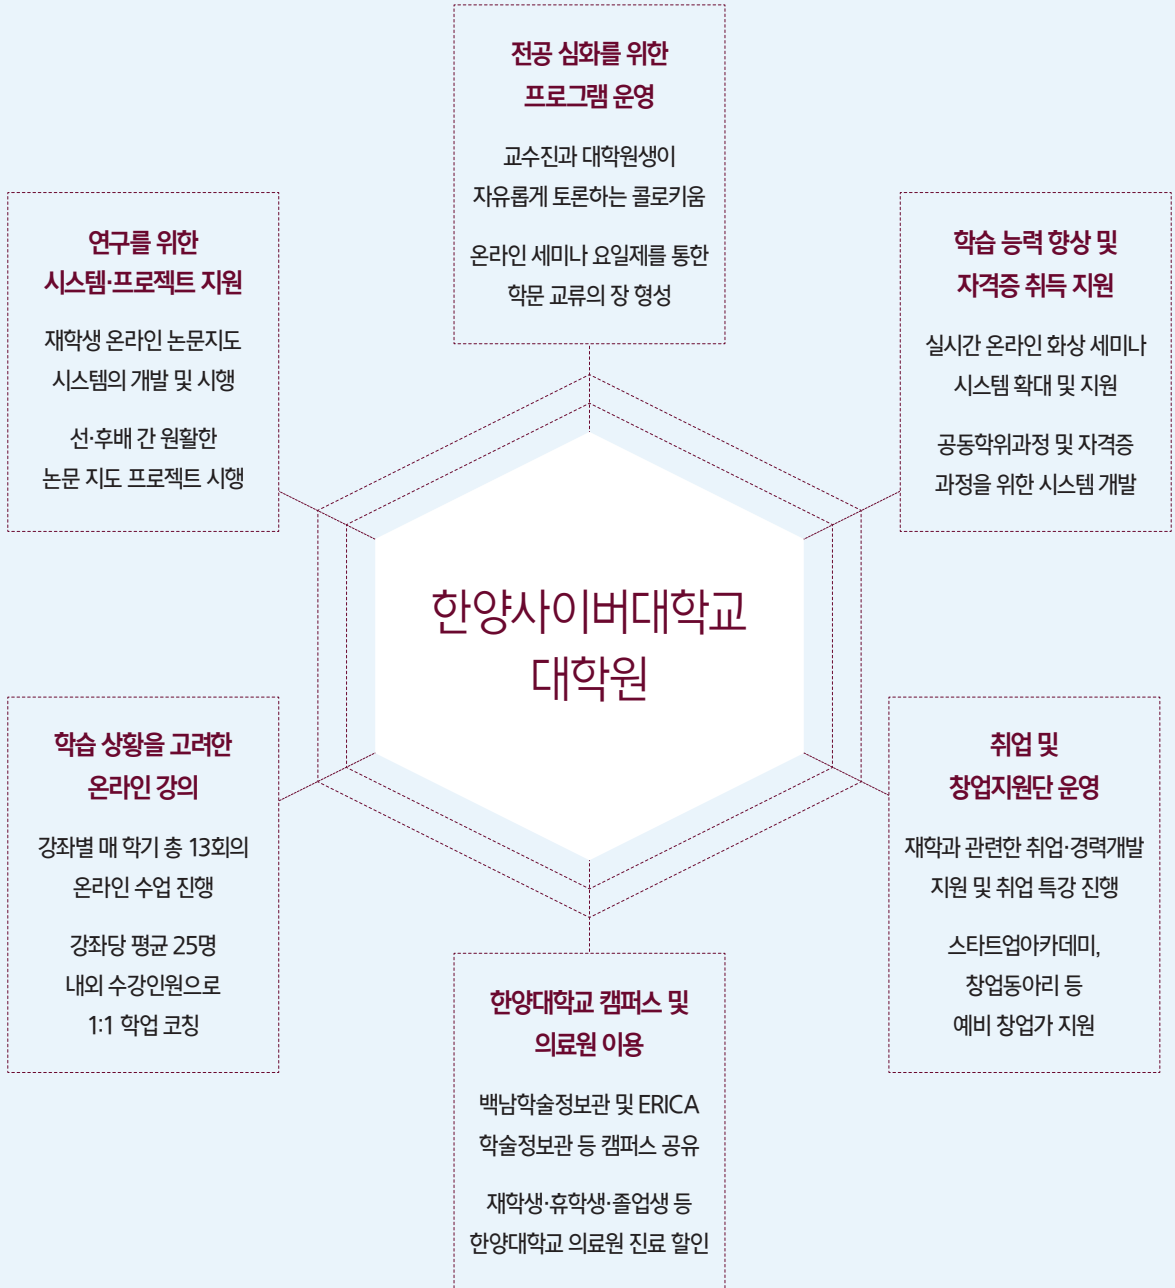 전공 심화를 위한
프로그램 운영
교수진과 대학원생이
자유롭게 토론하는 콜로키움
온라인 세미나 요일제를 통한
학문 교류의 장 형성
연구를 위한
시스템·프로젝트 지원
재학생 온라인 논문지도
시스템의 개발 및 시행
선·후배 간 원활한
논문 지도 프로젝트 시행
학습 능력 향상 및
자격증 취득 지원
실시간 온라인 화상 세미나
시스템 확대 및 지원
공동학위과정 및 자격증
과정을 위한 시스템 개발
한양사이버대학교
대학원
학습 상황을 고려한
온라인 강의
강좌별 매 학기 총 13회의
온라인 수업 진행
강좌당 평균 25명
내외 수강인원으로
1:1 학업 코칭
취업 및
창업지원단 운영
재학과 관련한 취업·경력개발
지원 및 취업 특강 진행
스타트업아카데미,
창업동아리 등
예비 창업가 지원
한양대학교 캠퍼스 및
의료원 이용
백남학술정보관 및 ERICA
학술정보관 등 캠퍼스 공유
재학생·휴학생·졸업생 등
한양대학교 의료원 진료 할인